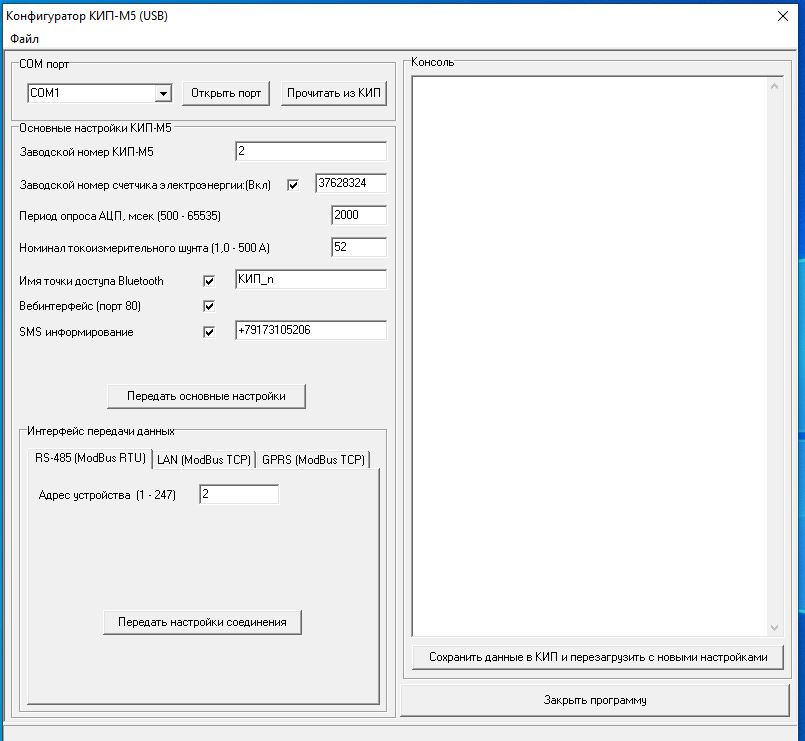 Конфигуратор КИП-М5 (USB)
Файл
COM порт
COM1
Открыть порт
Прочитать из КИП
Основные настройки КИП-М5
Заводской номер КИП-М5
2
Заводской номер счетчика электроэнергии:(Вкл)
37628324
Период опроса АЦП, мсек (500 - 65535)
2000
Номинал токоизмерительного шунта (1,0 - 500 А)
52
Имя точки доступа Bluetooth
КИП_n
Вебинтерфейс (порт 80)
SMS информирование
+79173105206
Передать основные настройки
Интерфейс передачи данных
RS-485 (ModBus RTU)
LAN (ModBus TCP)
GPRS (ModBus TCP)
Адрес устройства (1 - 247)
2
Передать настройки соединения
Консоль
Сохранить данные в КИП и перезагрузить с новыми настройками
Закрыть программу